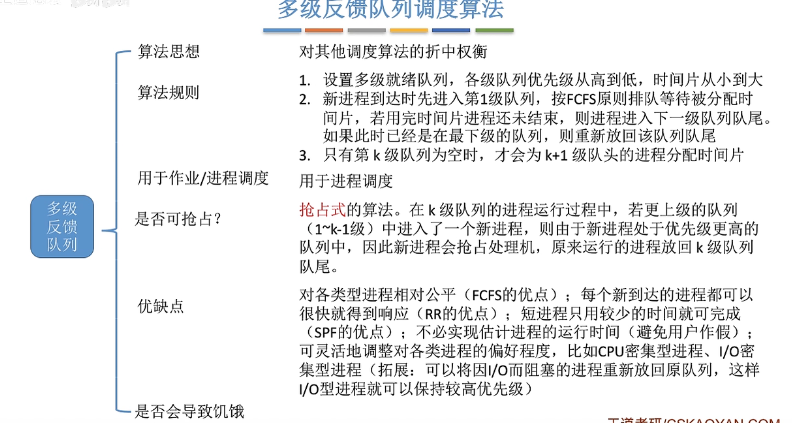 多级反馈队列调度算法
算法思想
对其他调度算法的折中权衡
算法规则
1. 设置多级就绪队列，各级队列优先级从高到低，时间片从小到大
2. 新进程到达时先进入第1级队列，按FCFS原则排队等待被分配时
间片，若用完时间片进程还未结束，则进程进入下一级队列队尾。
如果此时已经是在最下级的队列，则重新放回该队列队尾
3. 只有第 k 级队列为空时，才会为 k+1 级队头的进程分配时间片
用于作业/进程调度
用于进程调度
多级
反馈
队列
是否可抢占？
抢占式的算法。在 k 级队列的进程运行过程中，若更上级的队列
（1~k-1级）中进入了一个新进程，则由于新进程处于优先级更高的
队列中，因此新进程会抢占处理机，原来运行的进程放回 k 级队列
队尾。
优缺点
对各类型进程相对公平（FCFS的优点）；每个新到达的进程都可以
很快就得到响应（RR的优点）；短进程只用较少的时间就可完成
（SPF的优点）；不必实现估计进程的运行时间（避免用户作假）；
可灵活地调整对各类进程的偏好程度，比如CPU密集型进程、I/O密
集型进程（拓展：可以将因I/O而阻塞的进程重新放回原队列，这样
I/O型进程就可以保持较高优先级）
是否会导致饥饿
王道考研/CSKAOYAN.COM